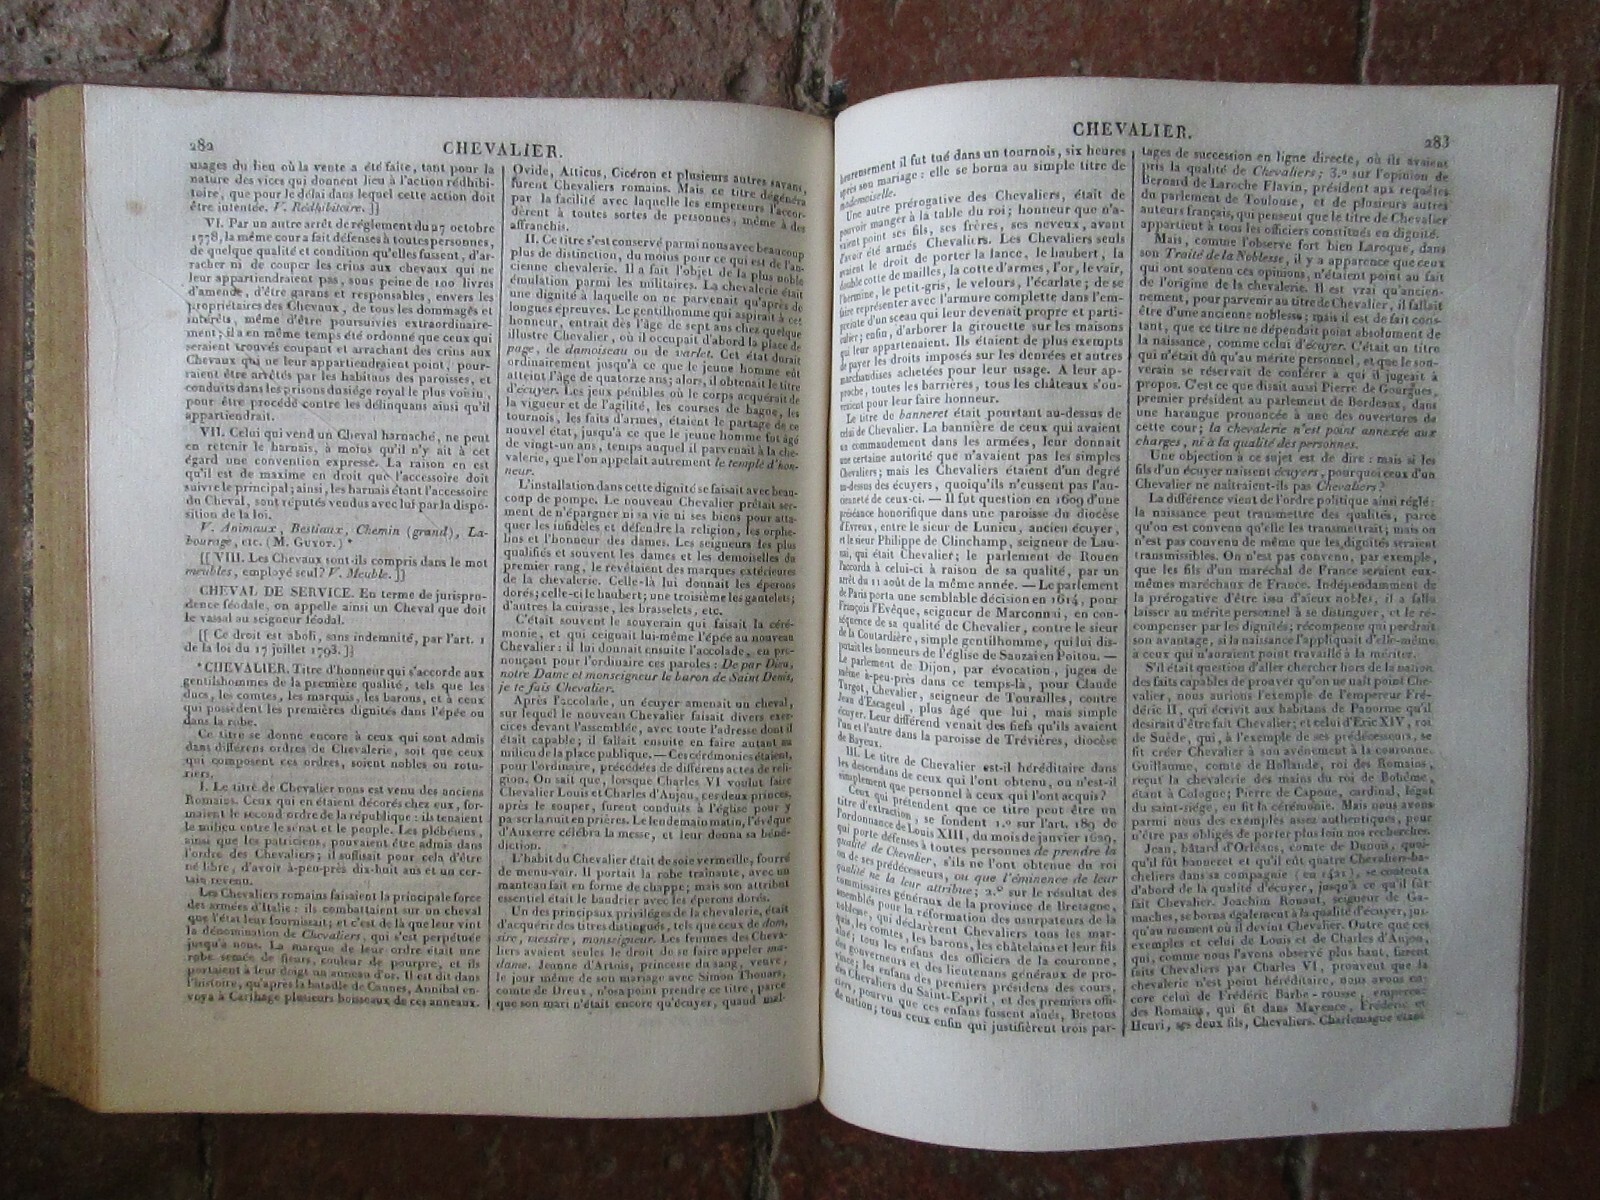 282
CHEVALIER.
usages du lieu où la vente a été faite, tant pour la
nature des vices qui donnent lieu à l'action rédhibi-
toire, que pour le délai dans lequel cette action doit
être intentée. V. Rédhibitoire. ]]
VI. Par un autre arrêt de réglement du 27 octobre
1778, la même cour a fait défenses à toutes personnes,
de quelque qualité et condition qu'elles fussent, d'ar-
racher ni de couper les crins aux chevaux qui ne
leur appartiendraient pas, sous peine de 100 livres
d'amende, d'être garans et responsables, envers les
propriétaires des Chevaux, de tous les dommages et
intérêts, même d'être poursuivies extraordinaire-
ment; il a en même temps été ordonné que ceux qui
seraient trouvés coupant et arrachant des crins aux
Chevaux qui ne leur appartiendraient point, pour-
raient être arrêtés par les habitans des paroisses, et
conduits dans les prisons du siége royal le plus voisin,
pour être procédé contre les délinquans ainsi qu'il
appartiendrait.
VII. Celui qui vend un Cheval harnaché, ne peut
en retenir le harnais, à moins qu'il n'y ait à cet
égard une convention expresse. La raison en est
qu'il est de maxime en droit que l'accessoire doit
suivre le principal; ainsi, les harnais étant l'accessoire
du Cheval, sont réputés vendus avec lui par la dispo-
sition de la loi.
V. Animaux, Bestiaux, Chemin (grand), La-
bourage, etc. (M. GUYOT.) *
[[ VIII. Les Chevaux sont-ils compris dans le mot
meubles, employé seul? V. Meuble. ]]
CHEVAL DE SERVICE. En terme de jurispru-
dence féodale, on appelle ainsi un Cheval que doit
le vassal au seigneur féodal.
[[ Ce droit est aboli, sans indemnité, par l'art. 1
de la loi du 17 juillet 1793. ]]
*CHEVALIER. Titre d'honneur qui s'accorde aux
gentilshommes de la première qualité, tels que les
ducs, les comtes, les marquis, les barons, et à ceux
qui possèdent les premières dignités dans l'épée ou
dans la robe.
Ce titre se donne encore à ceux qui sont admis
dans différens ordres de Chevalerie, soit que ceux
qui composent ces ordres, soient nobles ou rotu-
riers.
I. Le titre de Chevalier nous est venu des anciens
Romains. Ceux qui en étaient décorés chez eux, for-
maient le second ordre de la république : ils tenaient
le milieu entre le sénat et le peuple. Les plébéiens,
ainsi que les patriciens, pouvaient être admis dans
l'ordre des Chevaliers; il suffisait pour cela d'être
né libre, d'avoir à-peu-près dix-huit ans et un cer-
tain revenu.
Les Chevaliers romains faisaient la principale force
des armées d'Italie : ils combattaient sur un cheval
que l'état leur fournissait; et c'est de là que leur vint
la dénomination de Chevaliers, qui s'est perpétuée
jusqu'à nous. La marque de leur ordre était une
robe semée de fleurs, couleur de pourpre, et ils
portaient à leur doigt un anneau d'or. Il est dit dans
l'histoire, qu'après la bataille de Cannes, Annibal en-
voya à Carthage plusieurs boisseaux de ces anneaux.
Ovide, Atticus, Cicéron et plusieurs autres savans,
furent Chevaliers romains. Mais ce titre dégénéra
par la facilité avec laquelle les empereurs l'accor-
dèrent à toutes sortes de personnes, même à des
affranchis.
II. Ce titre s'est conservé parmi nous avec beaucoup
plus de distinction, du moins pour ce qui est de l'an-
cienne chevalerie. Il a fait l'objet de la plus noble
émulation parmi les militaires. La chevalerie était
une dignité à laquelle on ne parvenait qu'après de
longues épreuves. Le gentilhomme qui aspirait à cet
honneur, entrait dès l'âge de sept ans chez quelque
illustre Chevalier, où il occupait d'abord la place de
page, de damoiseau ou de varlet. Cet état durait
ordinairement jusqu'à ce que le jeune homme eût
atteint l'âge de quatorze ans; alors, il obtenait le titre
d'écuyer. Les jeux pénibles où le corps acquérait de
la vigueur et de l'agilité, les courses de bague, les
tournois, les faits d'armes, étaient le partage de ce
nouvel état, jusqu'à ce que le jeune homme fut âgé
de vingt-un ans, temps auquel il parvenait à la che-
valerie, que l'on appelait autrement le temple d'hon-
neur.
L'installation dans cette dignité se faisait avec beau-
coup de pompe. Le nouveau Chevalier prêtait ser-
ment de n'épargner ni sa vie ni ses biens pour atta-
quer les infidèles et défendre la religion, les orphe-
lins et l'honneur des dames. Les seigneurs les plus
qualifiés et souvent les dames et les demoiselles du
premier rang, le revêtaient des marques extérieures
de la chevalerie. Celle-là lui donnait les éperons
dorés; celle-ci le haubert; une troisième les gantelets;
d'autres la cuirasse, les brasselets, etc.
C'était souvent le souverain qui faisait la céré-
monie, et qui ceignait lui-même l'épée au nouveau
Chevalier : il lui donnait ensuite l'accolade, en pro-
nonçant pour l'ordinaire ces paroles : De par Dieu,
notre Dame et monseigneur le baron de Saint Denis,
je te fais Chevalier.
Après l'accolade, un écuyer amenait un cheval,
sur lequel le nouveau Chevalier faisait divers exer-
cices devant l'assemblée, avec toute l'adresse dont il
était capable; il fallait ensuite en faire autant au
milieu de la place publique. — Ces cérémonies étaient,
pour l'ordinaire, précédées de différens actes de reli-
gion. On sait que, lorsque Charles VI voulut faire
Chevalier Louis et Charles d'Anjou, ces deux princes,
après le souper, furent conduits à l'église pour y
passer la nuit en prières. Le lendemain matin, l'évêque
d'Auxerre célébra la messe, et leur donna sa béné-
diction.
L'habit du Chevalier était de soie vermeille, fourré
de menu-vair. Il portait la robe traînante, avec un
manteau fait en forme de chappe; mais son attribut
essentiel était le baudrier avec les éperons dorés.
Un des principaux priviléges de la chevalerie, était
d'acquérir des titres distingués, tels que ceux de dom,
sire, messire, monseigneur. Les femmes des Cheva-
liers avaient seules le droit de se faire appeler ma-
dame. Jeanne d'Artois, princesse du sang, veuve,
le jour même de son mariage avec Simon Thouars,
comte de Dreux, n'osa point prendre ce titre, parce
que son mari n'était encore qu'écuyer, quand mal-
CHEVALIER.
283
heureusement il fut tué dans un tournois, six heures
après son mariage : elle se borna au simple titre de
mademoiselle.
Une autre prérogative des Chevaliers, était de
pouvoir manger à la table du roi; honneur que n'a-
vaient point ses fils, ses frères, ses neveux, avant
l'avoir été armés Chevaliers. Les Chevaliers seuls
avaient le droit de porter la lance, le haubert, la
double cotte de mailles, la cotte d'armes, l'or, le vair,
l'hermine, le petit-gris, le velours, l'écarlate; de se
faire représenter avec l'armure complette dans l'em-
preinte d'un sceau qui leur devenait propre et parti-
culier; enfin, d'arborer la girouette sur les maisons
qui leur appartenaient. Ils étaient de plus exempts
de payer les droits imposés sur les denrées et autres
marchandises achetées pour leur usage. A leur ap-
proche, toutes les barrières, tous les châteaux s'ou-
vraient pour leur faire honneur.
Le titre de banneret était pourtant au-dessus de
celui de Chevalier. La bannière de ceux qui avaient
un commandement dans les armées, leur donnait
une certaine autorité que n'avaient pas les simples
Chevaliers; mais les Chevaliers étaient d'un degré
au-dessus des écuyers, quoiqu'ils n'eussent pas l'an-
cienneté de ceux-ci. — Il fut question en 1609 d'une
préséance honorifique dans une paroisse du diocèse
d'Evreux, entre le sieur de Lunieu, ancien écuyer,
et le sieur Philippe de Clinchamp, seigneur de Lau-
nai, qui était Chevalier; le parlement de Rouen
l'accorda à celui-ci à raison de sa qualité, par un
arrêt du 11 août de la même année. — Le parlement
de Paris porta une semblable décision en 1614, pour
François l'Evêque, seigneur de Marconnai, en con-
séquence de sa qualité de Chevalier, contre le sieur
de la Coutardière, simple gentilhomme, qui lui dis-
putait les honneurs de l'église de Sauzai en Poitou. —
Le parlement de Dijon, par évocation, jugea de
même à-peu-près dans ce temps-là, pour Claude
Turgot, Chevalier, seigneur de Tourailles, contre
Jean d'Escageul, plus âgé que lui, mais simple
écuyer. Leur différend venait des fiefs qu'ils avaient
l'un et l'autre dans la paroisse de Trévières, diocèse
de Bayeux.
III. Le titre de Chevalier est-il héréditaire dans
les descendans de ceux qui l'ont obtenu, ou n'est-il
simplement que personnel à ceux qui l'ont acquis?
Ceux qui prétendent que ce titre peut être un
titre d'extraction, se fondent 1.º sur l'art. 189 de
l'ordonnance de Louis XIII, du mois de janvier 1629,
qui porte défenses à toutes personnes de prendre la
qualité de Chevalier, s'ils ne l'ont obtenue du roi
ou de ses prédécesseurs, ou que l'éminence de leur
qualité ne la leur attribue; 2.º sur le résultat des
commissaires généraux de la province de Bretagne,
assemblés pour la réformation des usurpateurs de la
noblesse, qui déclarèrent Chevaliers tous les mar-
quis, les comtes, les barons, les châtelains et leur fils
aîné; tous les enfans des officiers de la couronne,
des gouverneurs et des lieutenans généraux de pro-
vince; les enfans des premiers présidens des cours,
des Chevaliers du Saint-Esprit, et des premiers offi-
ciers, pourvu que ces enfans fussent aînés, Bretons
de nation; tous ceux enfin qui justifièrent trois par-
tages de succession en ligne directe, où ils avaient
pris la qualité de Chevaliers; 3.º sur l'opinion de
Bernard de Laroche Flavin, président aux requêtes
du parlement de Toulouse, et de plusieurs autres
auteurs français, qui pensent que le titre de Chevalier
appartient à tous les officiers constitués en dignité.
Mais, comme l'observe fort bien Laroque, dans
son Traité de la Noblesse, il y a apparence que ceux
qui ont soutenu ces opinions, n'étaient point au fait
de l'origine de la chevalerie. Il est vrai qu'ancien-
nement, pour parvenir au titre de Chevalier, il fallait
être d'une ancienne noblesse; mais il est de fait cons-
tant, que ce titre ne dépendait point absolument de
la naissance, comme celui d'écuyer. C'était un titre
qui n'était dû qu'au mérite personnel, et que le sou-
verain se réservait de conférer à qui il jugeait à
propos. C'est ce que disait aussi Pierre de Gourgues,
premier président au parlement de Bordeaux, dans
une harangue prononcée à une des ouvertures de
cette cour; la chevalerie n'est point annexée aux
charges, ni à la qualité des personnes.
Une objection à ce sujet est de dire : mais si les
fils d'un écuyer naissent écuyers, pourquoi ceux d'un
Chevalier ne naîtraient-ils pas Chevaliers?
La différence vient de l'ordre politique ainsi réglé :
la naissance peut transmettre des qualités, parce
qu'on est convenu qu'elle les transmettrait; mais on
n'est pas convenu de même que les dignités seraient
transmissibles. On n'est pas convenu, par exemple,
que les fils d'un maréchal de France seraient eux-
mêmes maréchaux de France. Indépendamment de
la prérogative d'être issu d'aïeux nobles, il a fallu
laisser au mérite personnel à se distinguer, et le ré-
compenser par les dignités; récompense qui perdrait
son avantage, si la naissance l'appliquait d'elle-même
à ceux qui n'auraient point travaillé à la mériter.
S'il était question d'aller chercher hors de la nation
des faits capables de prouver qu'on ne naît point Che-
valier, nous aurions l'exemple de l'empereur Fré-
déric II, qui écrivit aux habitans de Panorme qu'il
desirait d'être fait Chevalier; et celui d'Eric XIV, roi
de Suède, qui, à l'exemple de ses prédécesseurs, se
fit créer Chevalier à son avénement à la couronne.
Guillaume, comte de Hollande, roi des Romains,
reçut la chevalerie des mains du roi de Bohême,
étant à Cologne; Pierre de Capoue, cardinal, légat
du saint-siége, en fit la cérémonie. Mais nous avons
parmi nous des exemples assez authentiques, pour
n'être pas obligés de porter plus loin nos recherches.
Jean, bâtard d'Orléans, comte de Dunois, quoi-
qu'il fût banneret et qu'il eût quatre Chevaliers-ba-
cheliers dans sa compagnie (en 1421), se contenta
d'abord de la qualité d'écuyer, jusqu'à ce qu'il fût
fait Chevalier. Joachim Rouaut, seigneur de Ga-
maches, se borna également à la qualité d'écuyer, jus-
qu'au moment où il devint Chevalier. Outre que ces
exemples et celui de Louis et de Charles d'Anjou,
qui, comme nous l'avons observé plus haut, furent
faits Chevaliers par Charles VI, prouvent que la
chevalerie n'est point héréditaire, nous avons en-
core celui de Frédéric Barbe-rousse, empereur
des Romains, qui fit dans Mayence, Frédéric et
Henri, ses deux fils, Chevaliers. Charlemagne étant